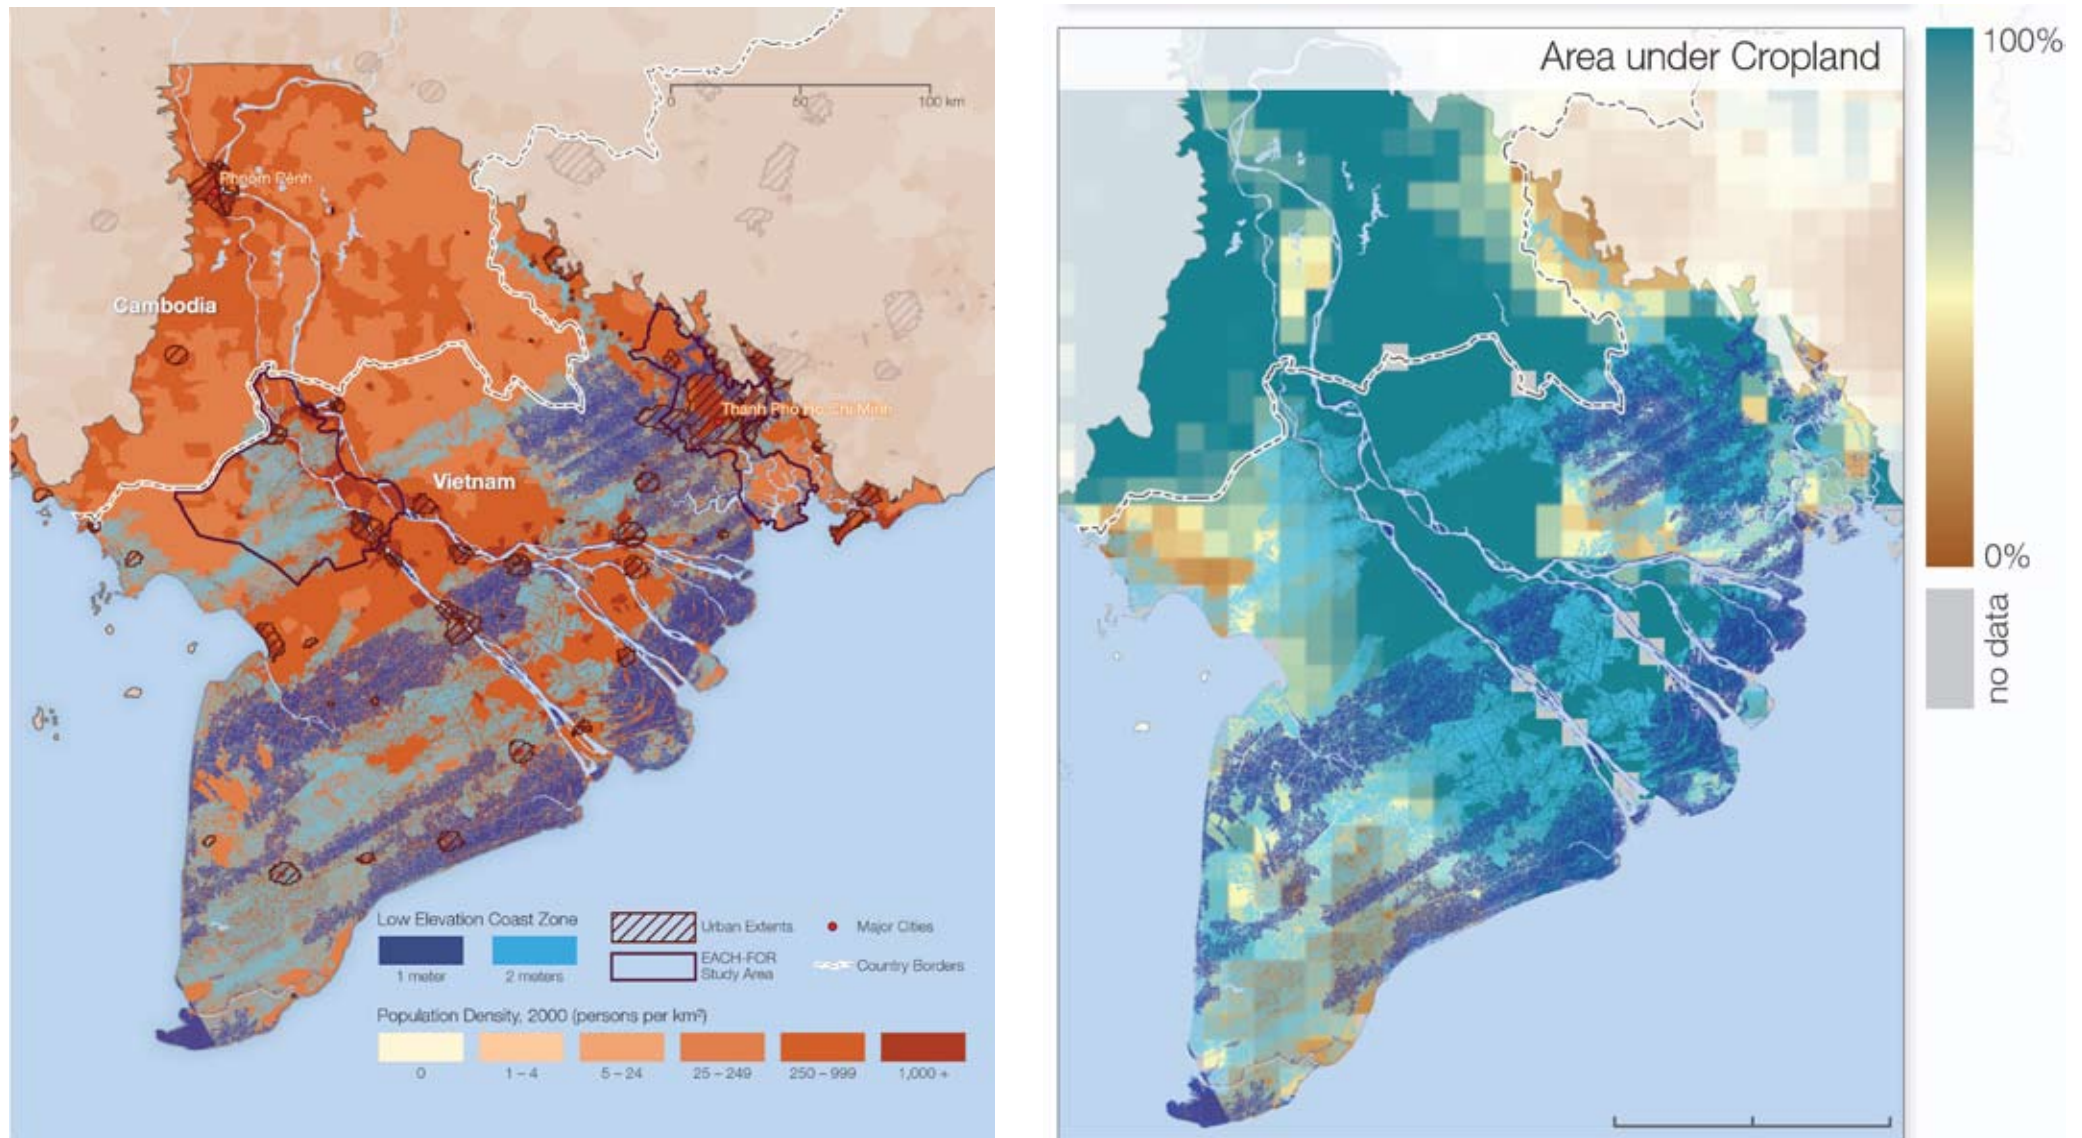 0 50 100 km
Phnom Penh
Cambodia
Thanh Pho Ho Chi Minh
Vietnam
Low Elevation Coast Zone
1 meter
2 meters
Urban Extents
Major Cities
EACH-FOR
Study Area
Country Borders
Population Density, 2000 (persons per km²)
0
1 – 4
5 – 24
25 – 249
250 – 999
1,000 +
Area under Cropland
100%
0%
no data